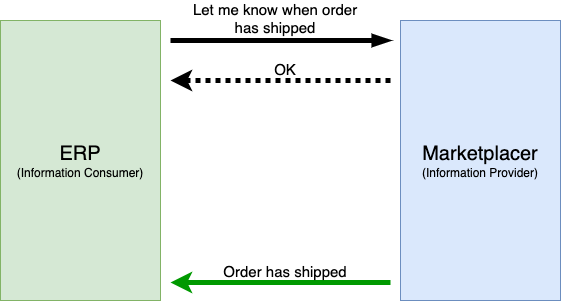 Let me know when order
has shipped
OK
ERP
(Information Consumer)
Marketplacer
(Information Provider)
Order has shipped